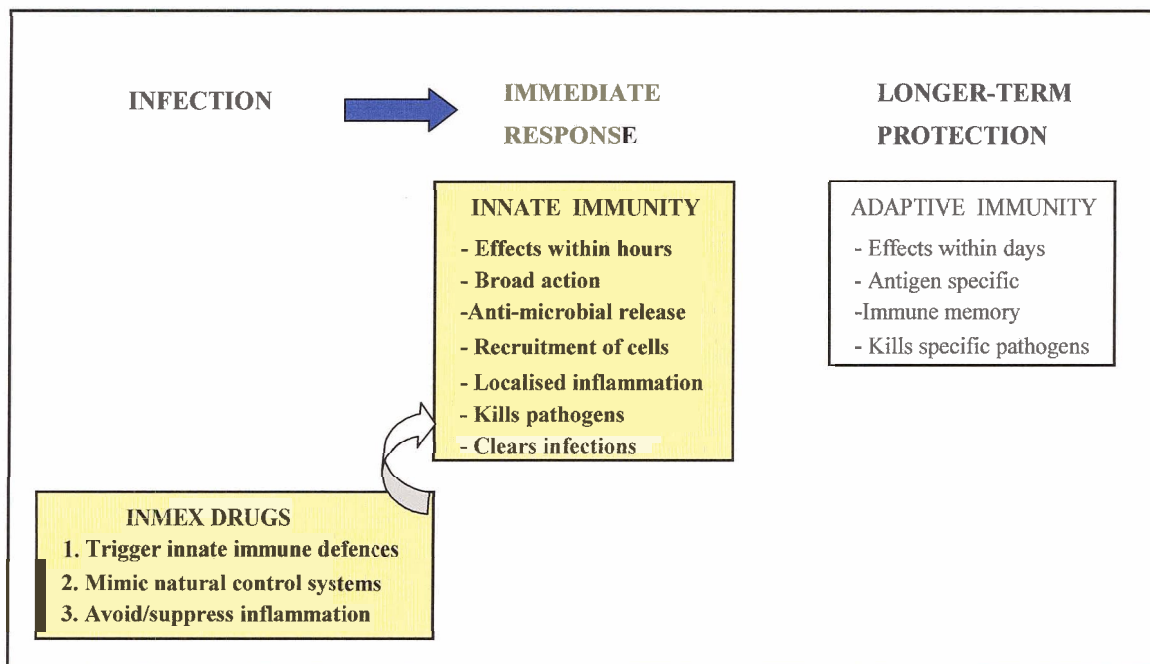 INFECTION
IMMEDIATE
RESPONSE
LONGER-TERM
PROTECTION
INNATE IMMUNITY
- Effects within hours
- Broad action
-Anti-microbial release
- Recruitment of cells
- Localised inflammation
- Kills pathogens
- Clears infections
ADAPTIVE IMMUNITY
- Effects within days
- Antigen specific
-Immune memory
- Kills specific pathogens
INMEX DRUGS
1. Trigger innate immune defences
2. Mimic natural control systems
3. Avoid/suppress inflammation